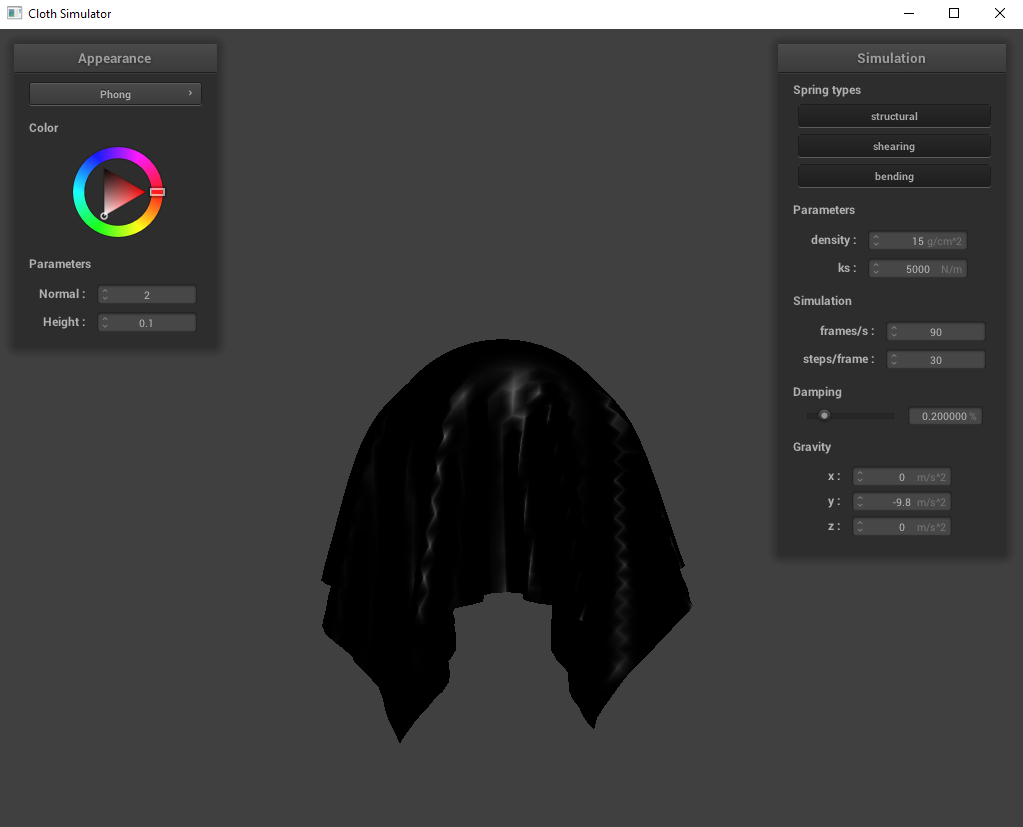 Cloth Simulator
Appearance
Phong
Color
Parameters
Normal :
2
Height :
0.1
Simulation
Spring types
structural
shearing
bending
Parameters
density :
15 g/cm^2
ks :
5000 N/m
Simulation
frames/s :
90
steps/frame :
30
Damping
0.200000 %
Gravity
x :
0 m/s^2
y :
-9.8 m/s^2
z :
0 m/s^2